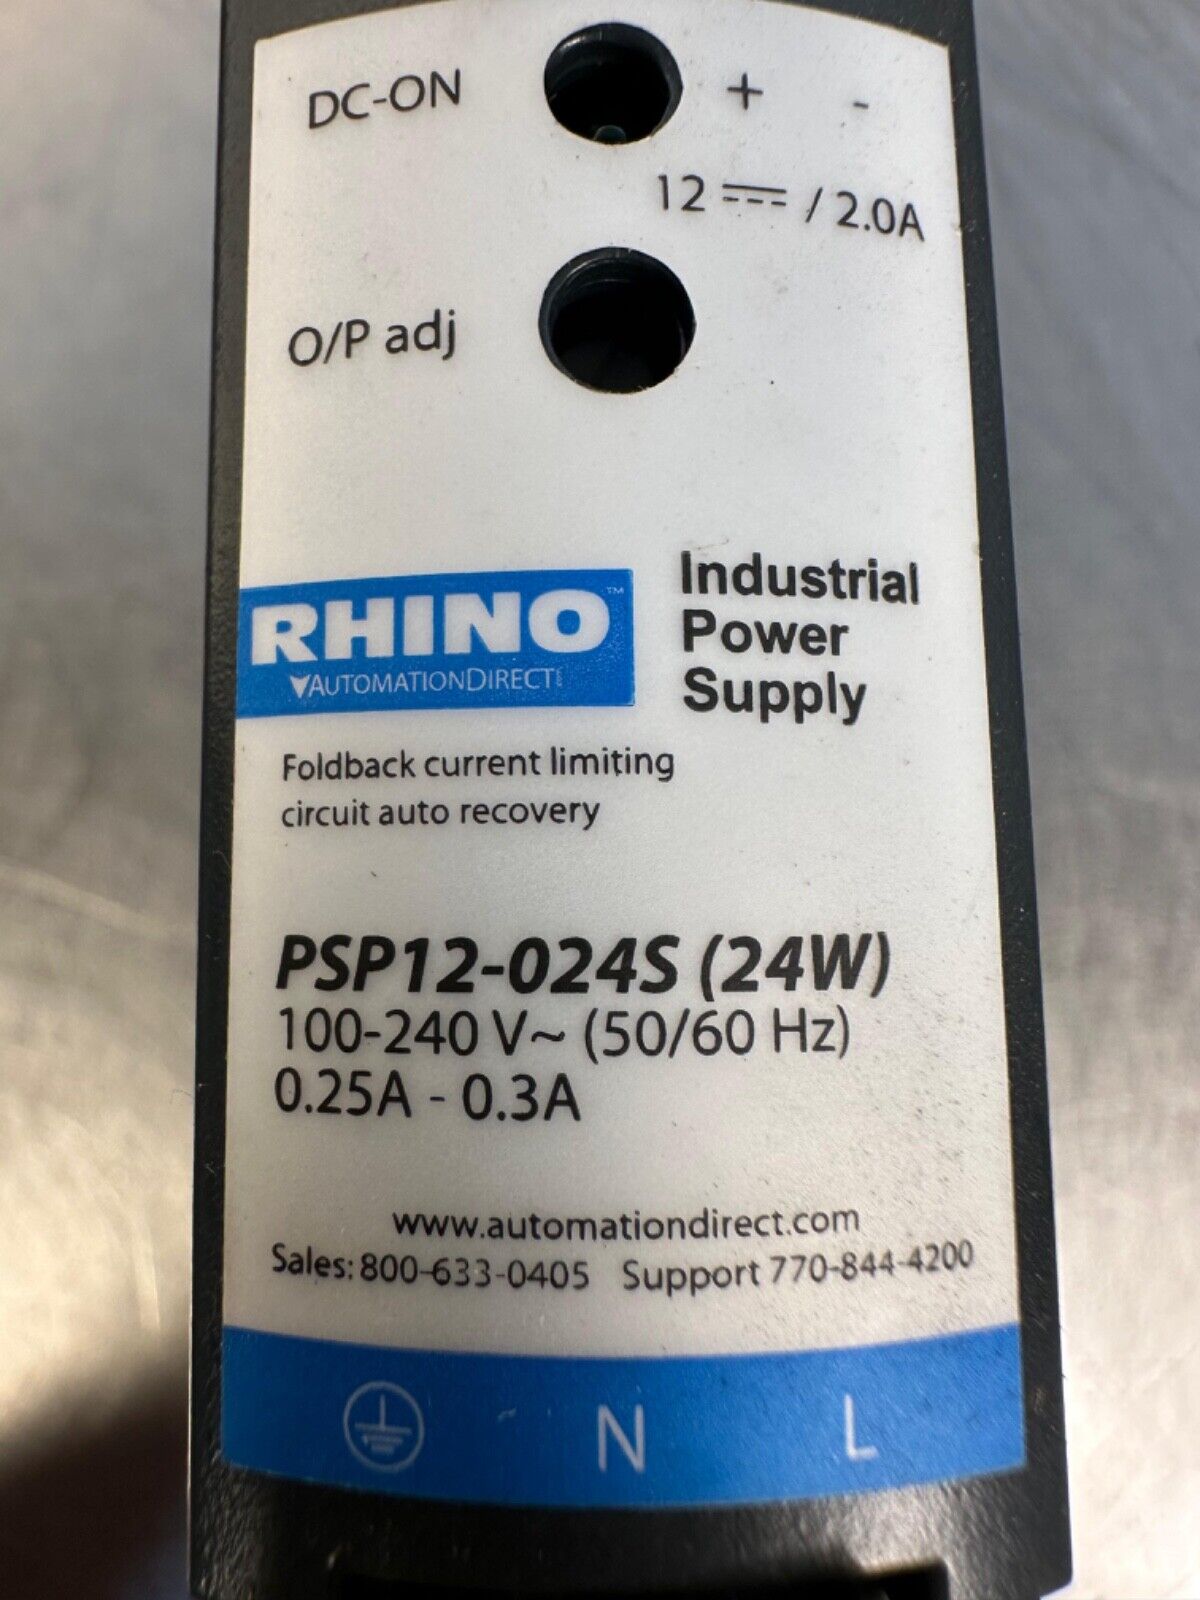 DC-ON + -
12 ⎓ / 2.0A
O/P adj
RHINO™
AUTOMATIONDIRECT
Industrial
Power
Supply
Foldback current limiting
circuit auto recovery
PSP12-024S (24W)
100-240 V~ (50/60 Hz)
0.25A - 0.3A
www.automationdirect.com
Sales: 800-633-0405 Support 770-844-4200
N L